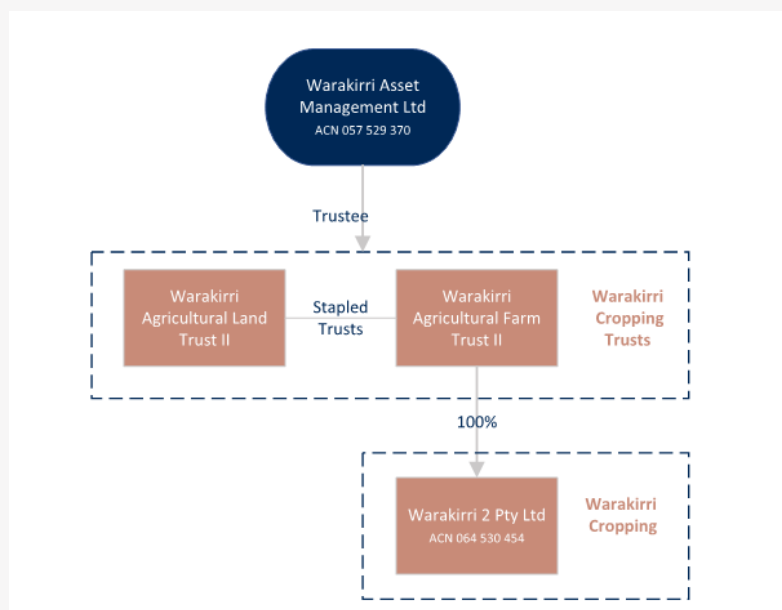 Warakirri Asset
Management Ltd
ACN 057 529 370
Trustee
Warakirri
Agricultural Land
Trust II
Stapled
Trusts
Warakirri
Agricultural Farm
Trust II
Warakirri
Cropping
Trusts
100%
Warakirri 2 Pty Ltd
ACN 064 530 454
Warakirri
Cropping